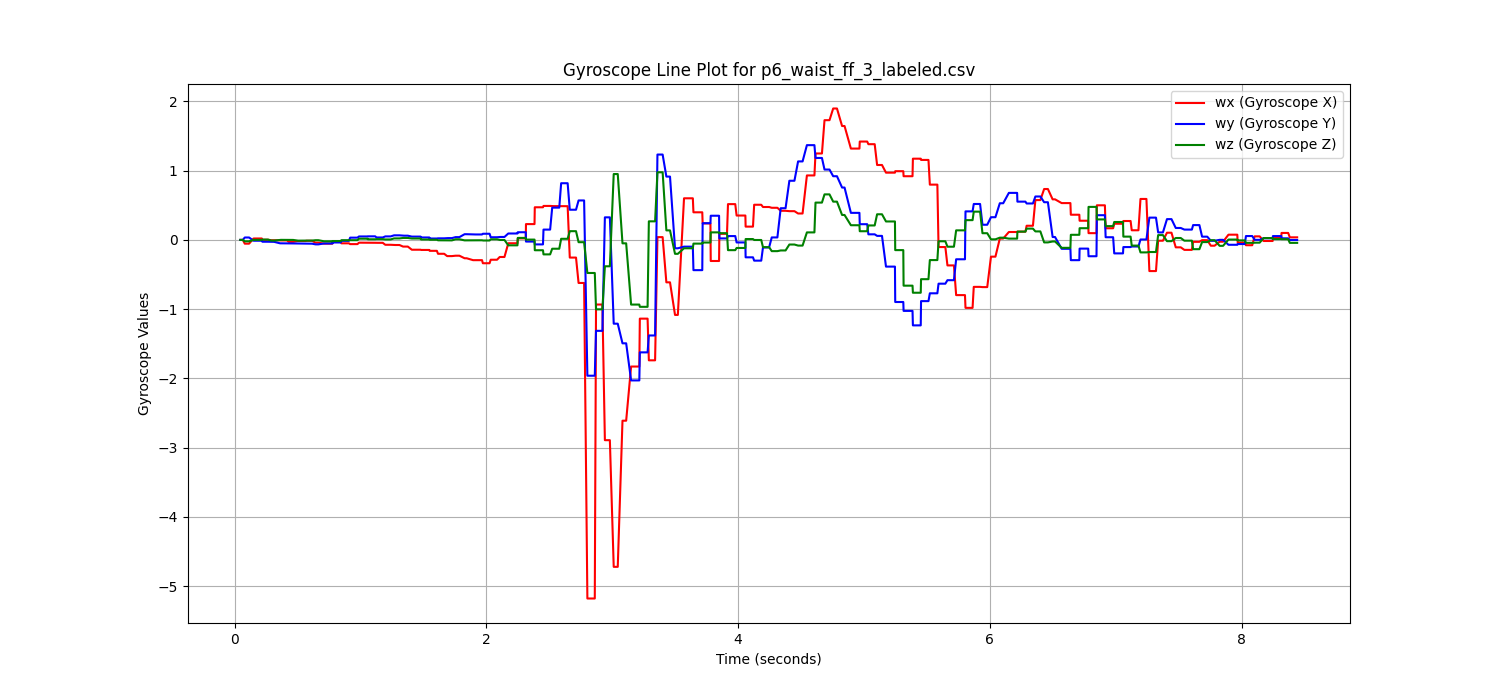 Gyroscope Line Plot for p6_waist_ff_3_labeled.csv
wx (Gyroscope X)
wy (Gyroscope Y)
wz (Gyroscope Z)
Gyroscope Values
2
1
0
−1
−2
−3
−4
−5
0 2 4 6 8
Time (seconds)